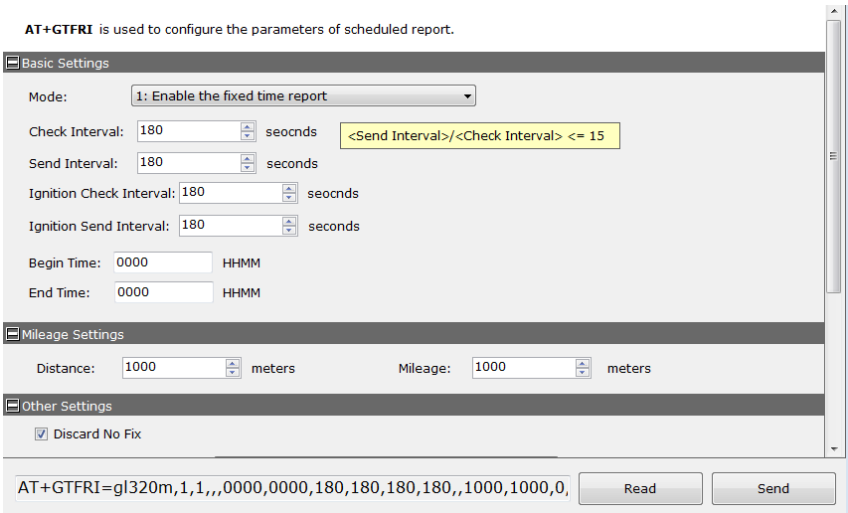 AT+GTFRI is used to configure the parameters of scheduled report.
Basic Settings
Mode: 1: Enable the fixed time report
Check Interval: 180 seocnds <Send Interval>/<Check Interval> <= 15
Send Interval: 180 seconds
Ignition Check Interval: 180 seocnds
Ignition Send Interval: 180 seconds
Begin Time: 0000 HHMM
End Time: 0000 HHMM
Mileage Settings
Distance: 1000 meters Mileage: 1000 meters
Other Settings
Discard No Fix
AT+GTFRI=gl320m,1,1,,,0000,0000,180,180,180,180,,1000,1000,0, Read Send